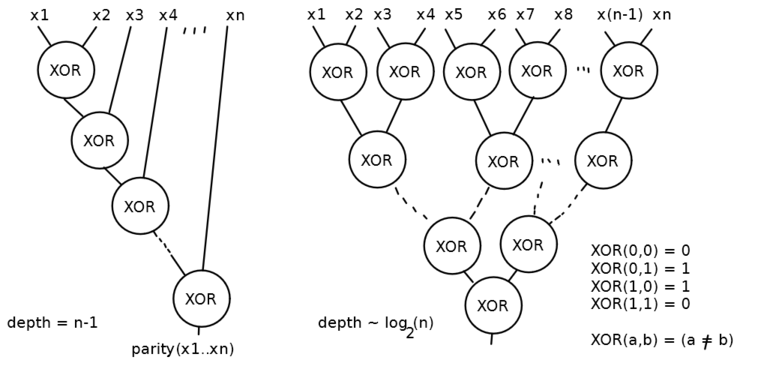 x1 x2 x3 x4 ''' xn
XOR
XOR
XOR
XOR
depth = n-1
parity(x1..xn)
x1 x2 x3 x4 x5 x6 x7 x8 x(n-1) xn
XOR XOR XOR XOR ''' XOR
XOR XOR ''' XOR
XOR XOR
XOR
depth ~ log2(n)
XOR(0,0) = 0
XOR(0,1) = 1
XOR(1,0) = 1
XOR(1,1) = 0
XOR(a,b) = (a ≠ b)